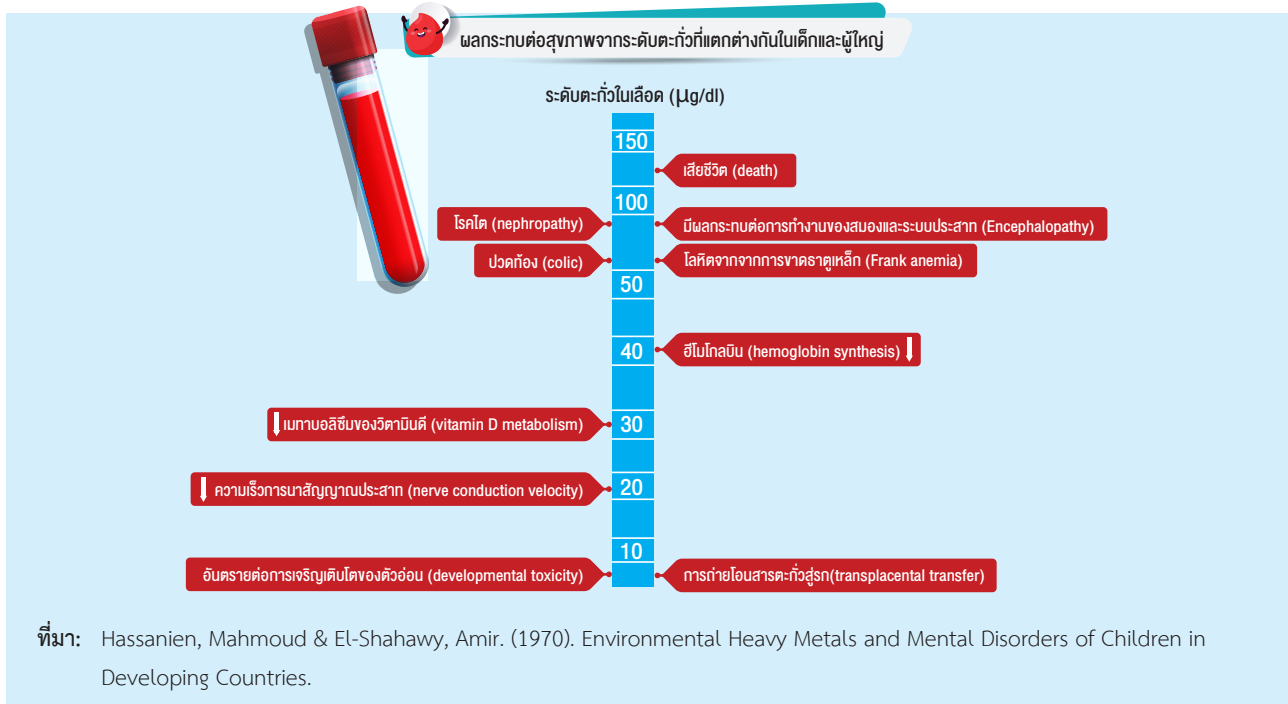 ผลกระทบต่อสุขภาพจากระดับตะกั่วที่แตกต่างกันในเด็กและผู้ใหญ่
ระดับตะกั่วในเลือด (μg/dl)
150
เสียชีวิต (death)
100
โรคไต (nephropathy)
มีผลกระทบต่อการทำงานของสมองและระบบประสาท (Encephalopathy)
ปวดท้อง (colic)
โลหิตจากจากการขาดธาตุเหล็ก (Frank anemia)
50
40
ฮีโมโกลบิน (hemoglobin synthesis) ↓
↓ เมทาบอลิซึมของวิตามินดี (vitamin D metabolism)
30
↓ ความเร็วการนาสัญญาณประสาท (nerve conduction velocity)
20
10
อันตรายต่อการเจริญเติบโตของตัวอ่อน (developmental toxicity)
การถ่ายโอนสารตะกั่วสู่รก(transplacental transfer)
ที่มา: Hassanien, Mahmoud & El-Shahawy, Amir. (1970). Environmental Heavy Metals and Mental Disorders of Children in
Developing Countries.